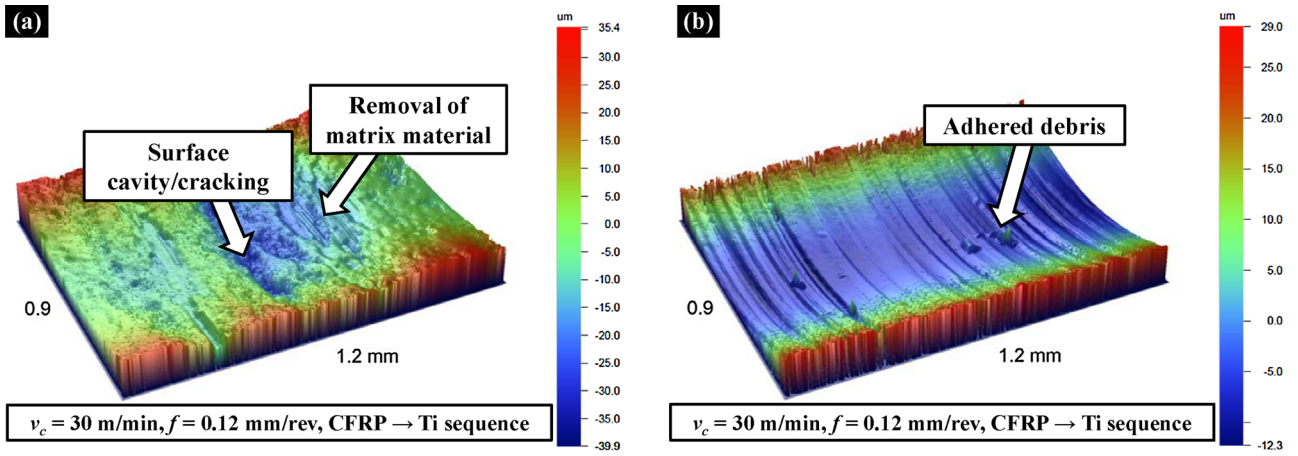 (a)
um
35.4
30.0
25.0
20.0
15.0
10.0
5.0
0.0
-5.0
-10.0
-15.0
-20.0
-25.0
-30.0
-39.9
Removal of
matrix material
Surface
cavity/cracking
0.9
1.2 mm
v_c = 30 m/min, f = 0.12 mm/rev, CFRP → Ti sequence
(b)
um
29.0
25.0
20.0
15.0
10.0
5.0
0.0
-5.0
-12.3
Adhered debris
0.9
1.2 mm
v_c = 30 m/min, f = 0.12 mm/rev, CFRP → Ti sequence